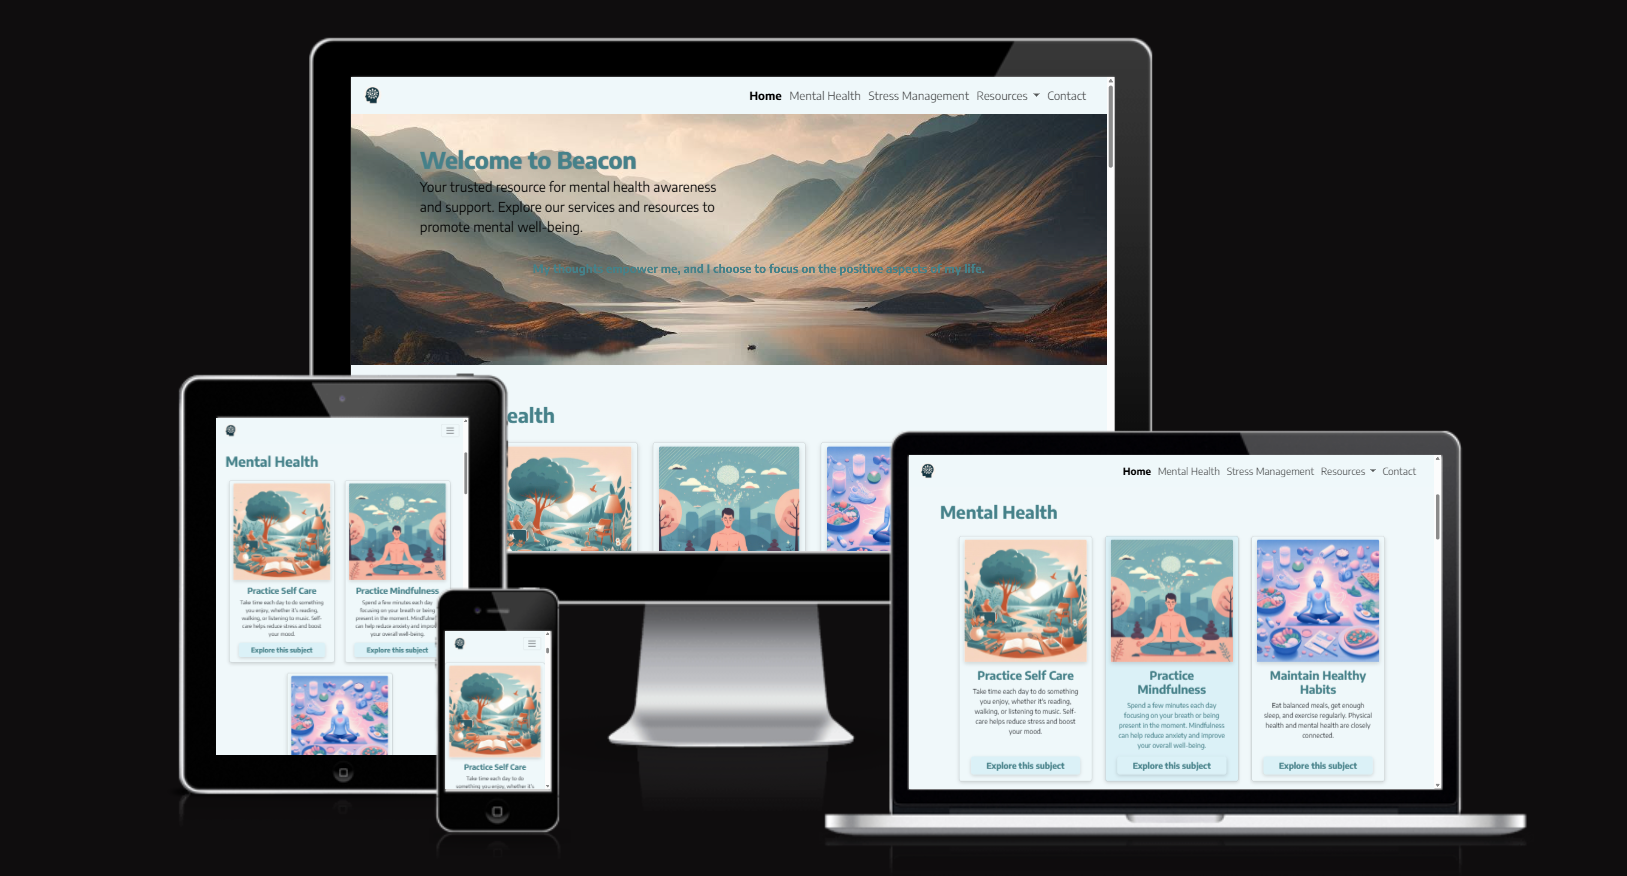 Home Mental Health Stress Management Resources Contact
Welcome to Beacon
Your trusted resource for mental health awareness
and support. Explore our services and resources to
promote mental well-being.
My thoughts empower me, and I choose to focus on the positive aspects of my life.
ealth
Mental Health
Practice Self Care
Take time each day to do something
you enjoy, whether it's reading,
walking, or listening to music. Self-
care helps reduce stress and boost
your mood.
Explore this subject
Practice Mindfulness
Spend a few minutes each day
focusing on your breath or being
present in the moment. Mindfulne
can help reduce anxiety and impro
your overall well-being.
Explore this subject
Practice Self Care
Take time each day to do
something you enjoy, whether it's
Home Mental Health Stress Management Resources Contact
Mental Health
Practice Self Care
Take time each day to do something
you enjoy, whether it's reading,
walking, or listening to music. Self-
care helps reduce stress and boost
your mood.
Explore this subject
Practice
Mindfulness
Spend a few minutes each day
focusing on your breath or being
present in the moment. Mindfulness
can help reduce anxiety and improve
your overall well-being.
Explore this subject
Maintain Healthy
Habits
Eat balanced meals, get enough
sleep, and exercise regularly. Physical
health and mental health are closely
connected.
Explore this subject